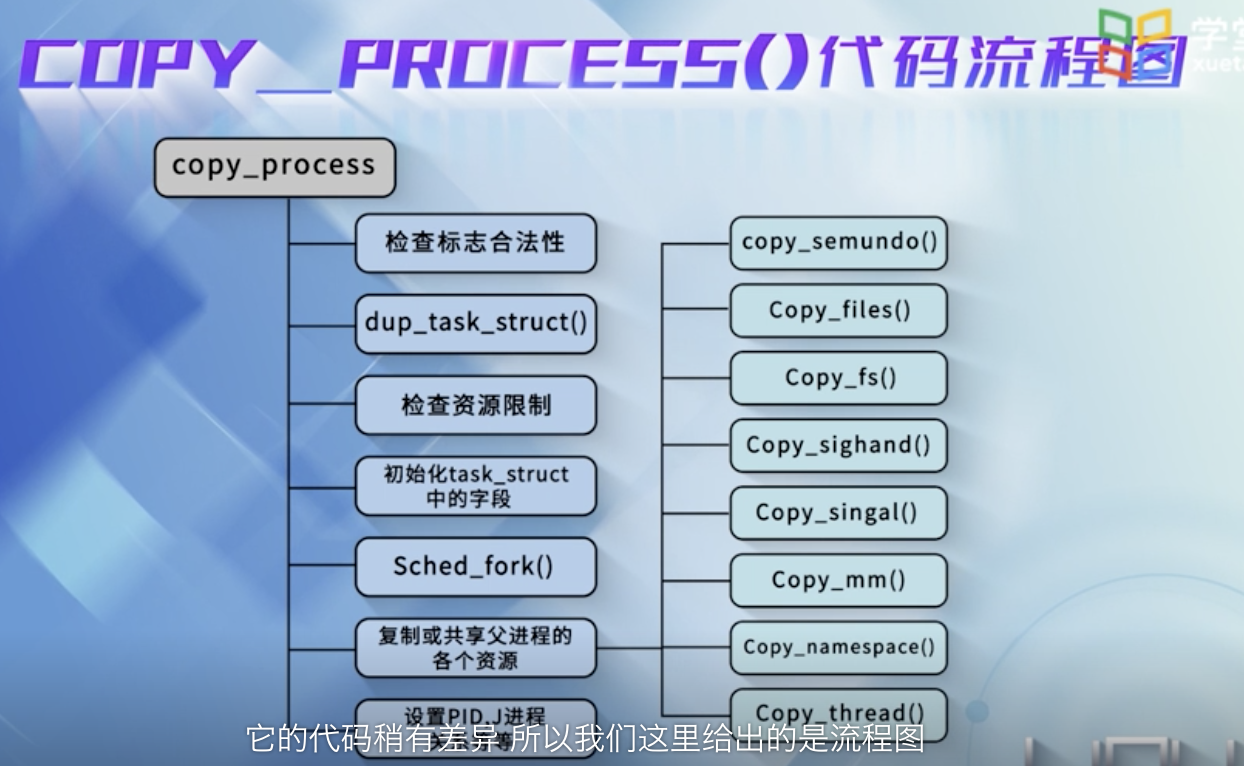 COPY_PROCESS()代码流程图
学堂
xueta
copy_process
检查标志合法性
dup_task_struct()
检查资源限制
初始化task_struct
中的字段
Sched_fork()
复制或共享父进程的
各个资源
设置PID,J进程
copy_semundo()
Copy_files()
Copy_fs()
Copy_sighand()
Copy_singal()
Copy_mm()
Copy_namespace()
Copy_thread()
它的代码稍有差异 所以我们这里给出的是流程图